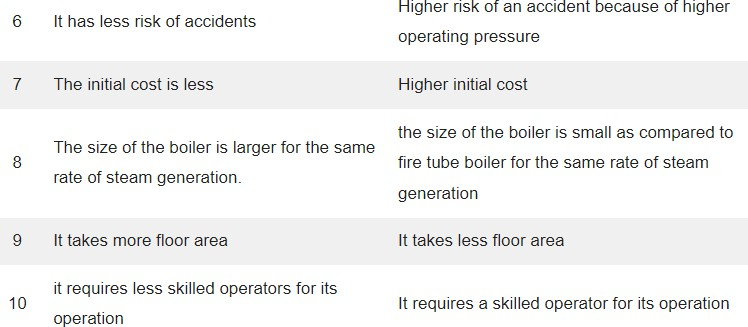 6 It has less risk of accidents
Higher risk of an accident because of higher
operating pressure
7 The initial cost is less
Higher initial cost
8 The size of the boiler is larger for the same
rate of steam generation.
the size of the boiler is small as compared to
fire tube boiler for the same rate of steam
generation
9 It takes more floor area
It takes less floor area
10 it requires less skilled operators for its
operation
It requires a skilled operator for its operation